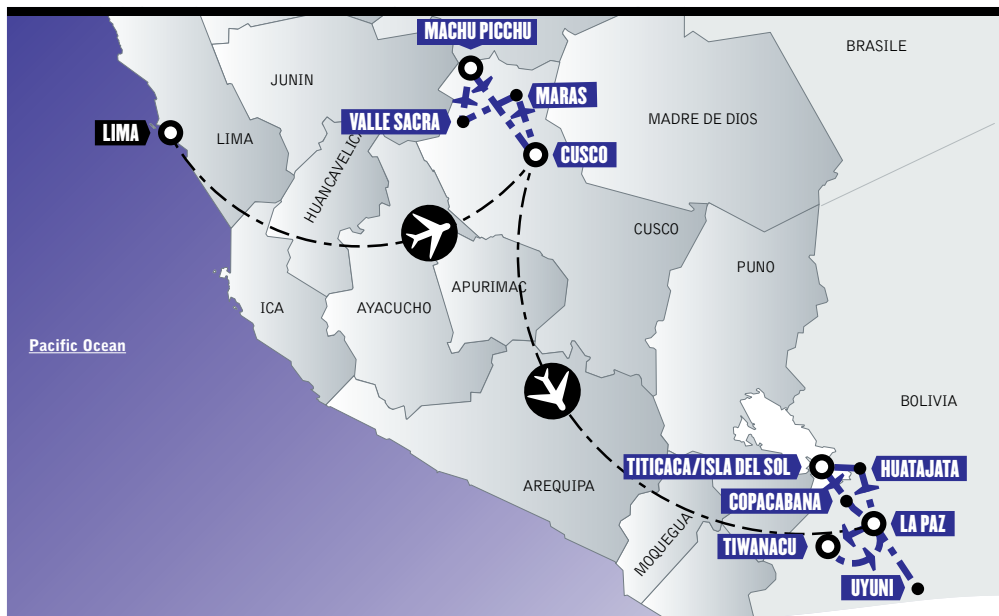 MACHU PICCHU
BRASILE
JUNIN
MARAS
VALLE SACRA
MADRE DE DIOS
LIMA
LIMA
CUSCO
HUANCAVELICA
CUSCO
PUNO
APURIMAC
ICA
AYACUCHO
Pacific Ocean
BOLIVIA
TITICACA/ISLA DEL SOL
HUATAJATA
AREQUIPA
COPACABANA
LA PAZ
MOQUEGUA
TIWANACU
UYUNI